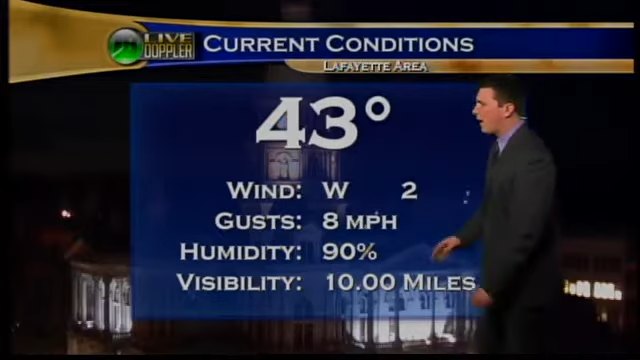 LIVE
DOPPLER
CURRENT CONDITIONS
LAFAYETTE AREA
43°
WIND: W 2
GUSTS: 8 MPH
HUMIDITY: 90%
VISIBILITY: 10.00 MILES